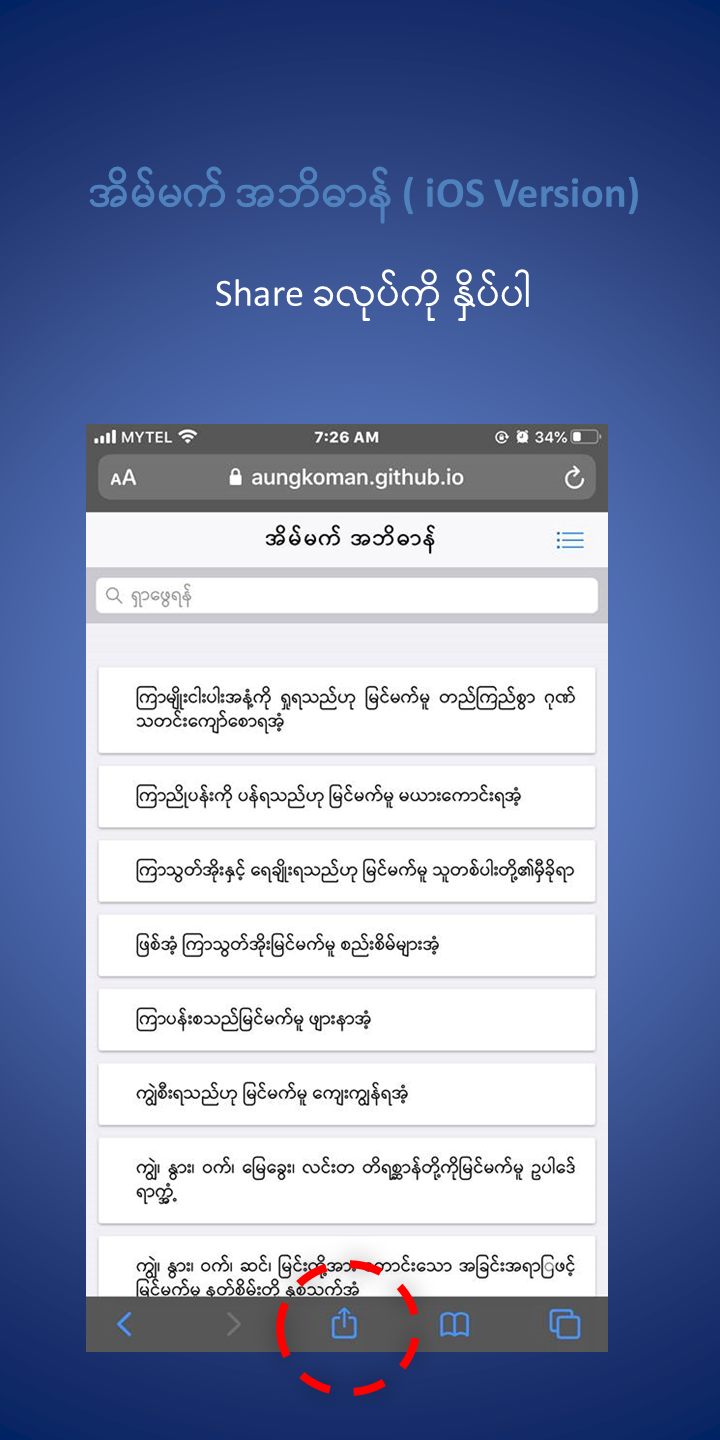 အိမ်မက် အဘိဓာန် ( iOS Version)
Share ခလုပ်ကို နှိပ်ပါ
MYTEL 7:26 AM 34%
AA aungkoman.github.io
အိမ်မက် အဘိဓာန်
ရှာဖွေရန်
ကြာမျိုးငါးပါးအနံ့ကို ရှုရသည်ဟု မြင်မက်မူ တည်ကြည်စွာ ဂုဏ်
သတင်းကျော်စောရအံ့
ကြာညိုပန်းကို ပန်ရသည်ဟု မြင်မက်မူ မယားကောင်းရအံ့
ကြာသွတ်အိုးနှင့် ရေချိုးရသည်ဟု မြင်မက်မူ သူတစ်ပါးတို့၏မှီခိုရာ
ဖြစ်အံ့ ကြာသွတ်အိုးမြင်မက်မူ စည်းစိမ်များအံ့
ကြာပန်းစသည်မြင်မက်မူ ဖျားနာအံ့
ကျွဲစီးရသည်ဟု မြင်မက်မူ ကျေးကျွန်ရအံ့
ကျွဲ၊ နွား၊ ဝက်၊ မြေခွေး၊ လင်းတ တိရစ္ဆာန်တို့ကိုမြင်မက်မူ ဥပါဒေ်
ရောက္အံ့
ကျွဲ၊ နွား၊ ဝက်၊ ဆင်၊ မြင်းတို့အား ကောင်းသော အခြင်းအရာဖြင့်
မြင်မက်မူ နတ်စိမ်းတို့ နှစ်သက်အံ့